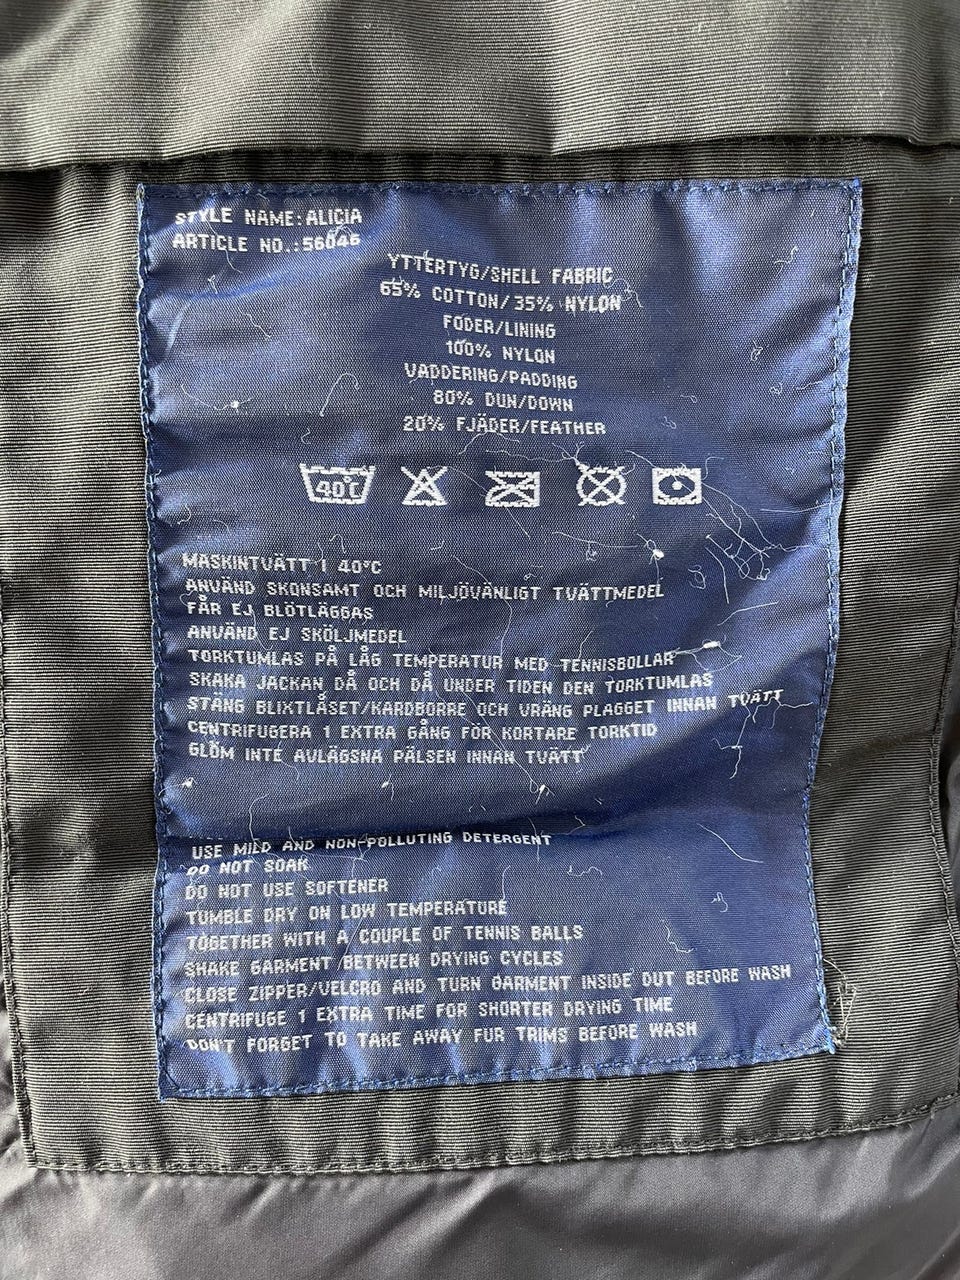 STYLE NAME: ALICIA
ARTICLE NO.: 56046
YTTERTYG/SHELL FABRIC
65% COTTON/35% NYLON
FODER/LINING
100% NYLON
VADDERING/PADDING
80% DUN/DOWN
20% FJÄDER/FEATHER
40°C
MASKINTVÄTT I 40°C
ANVÄND SKONSAMT OCH MILJÖVÄNLIGT TVÄTTMEDEL
FÅR EJ BLÖTLÄGGAS
ANVÄND EJ SKÖLJMEDEL
TORKTUMLAS PÅ LÅG TEMPERATUR MED TENNISBOLLAR
SKAKA JACKAN DÅ OCH DÅ UNDER TIDEN DEN TORKTUMLAS
STÄNG BLIXTLÅSET/KARDBORRE OCH VRÄNG PLAGGET INNAN TVÄTT
CENTRIFUGERA 1 EXTRA GÅNG FÖR KORTARE TORKTID
GLÖM INTE AVLÄGSNA PÄLSEN INNAN TVÄTT
USE MILD AND NON-POLLUTING DETERGENT
DO NOT SOAK
DO NOT USE SOFTENER
TUMBLE DRY ON LOW TEMPERATURE
TOGETHER WITH A COUPLE OF TENNIS BALLS
SHAKE GARMENT BETWEEN DRYING CYCLES
CLOSE ZIPPER/VELCRO AND TURN GARMENT INSIDE OUT BEFORE WASH
CENTRIFUGE 1 EXTRA TIME FOR SHORTER DRYING TIME
DON'T FORGET TO TAKE AWAY FUR TRIMS BEFORE WASH